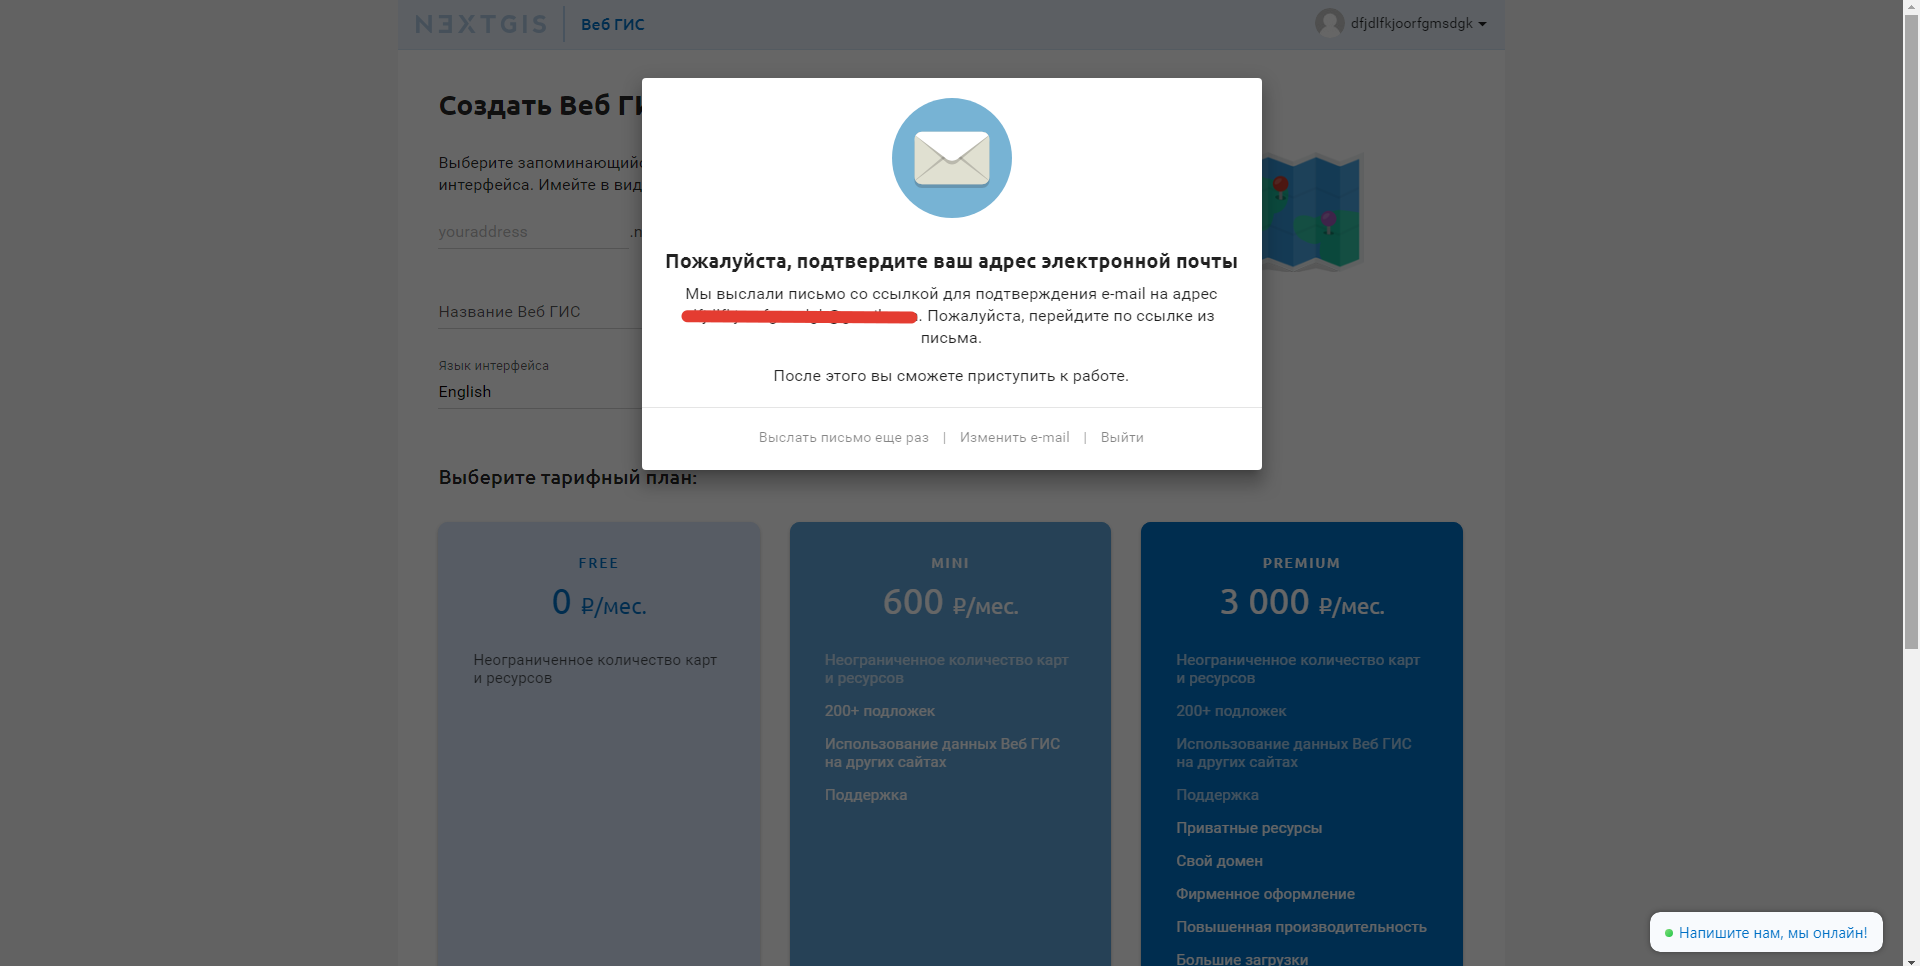 NEXTGIS
Веб ГИС
dfjdlfkjoorfgmsdgk
Создать Веб ГИ
Выберите запоминающийс
интерфейса. Имейте в вид
youraddress
.n
Название Веб ГИС
Язык интерфейса
English
Пожалуйста, подтвердите ваш адрес электронной почты
Мы выслали письмо со ссылкой для подтверждения e-mail на адрес
. Пожалуйста, перейдите по ссылке из
письма.
После этого вы сможете приступить к работе.
Выслать письмо еще раз | Изменить e-mail | Выйти
Выберите тарифный план:
FREE
0 ₽/мес.
Неограниченное количество карт
и ресурсов
MINI
600 ₽/мес.
Неограниченное количество карт
и ресурсов
200+ подложек
Использование данных Веб ГИС
на других сайтах
Поддержка
PREMIUM
3 000 ₽/мес.
Неограниченное количество карт
и ресурсов
200+ подложек
Использование данных Веб ГИС
на других сайтах
Поддержка
Приватные ресурсы
Свой домен
Фирменное оформление
Повышенная производительность
Большие загрузки
Напишите нам, мы онлайн!